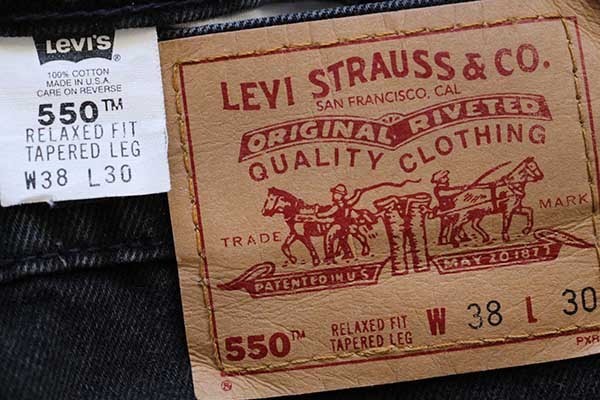 LEVI'S ®
100% COTTON
MADE IN U.S.A.
CARE ON REVERSE
550™
RELAXED FIT
TAPERED LEG
W38 L30
LEVI STRAUSS & CO.
SAN FRANCISCO, CAL
ORIGINAL RIVETED
QUALITY CLOTHING
TRADE MARK
PATENTED IN U.S. MAY 20 1873
550™ RELAXED FIT W 38 L 30
TAPERED LEG
®